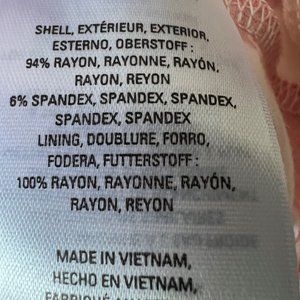 SHELL, EXTÉRIEUR, EXTERIOR,
ESTERNO, OBERSTOFF :
94% RAYON, RAYONNE, RAYÓN,
RAYON, REYON
6% SPANDEX, SPANDEX, SPANDEX,
SPANDEX, SPANDEX
LINING, DOUBLURE, FORRO,
FODERA, FUTTERSTOFF :
100% RAYON, RAYONNE, RAYÓN,
RAYON, REYON
MADE IN VIETNAM,
HECHO EN VIETNAM,